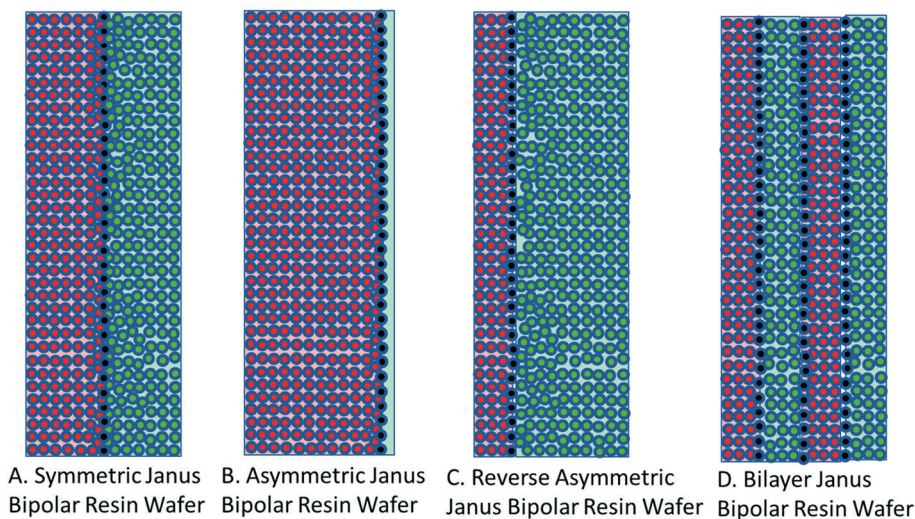 A. Symmetric Janus
Bipolar Resin Wafer
B. Asymmetric Janus
Bipolar Resin Wafer
C. Reverse Asymmetric
Janus Bipolar Resin Wafer
D. Bilayer Janus
Bipolar Resin Wafer